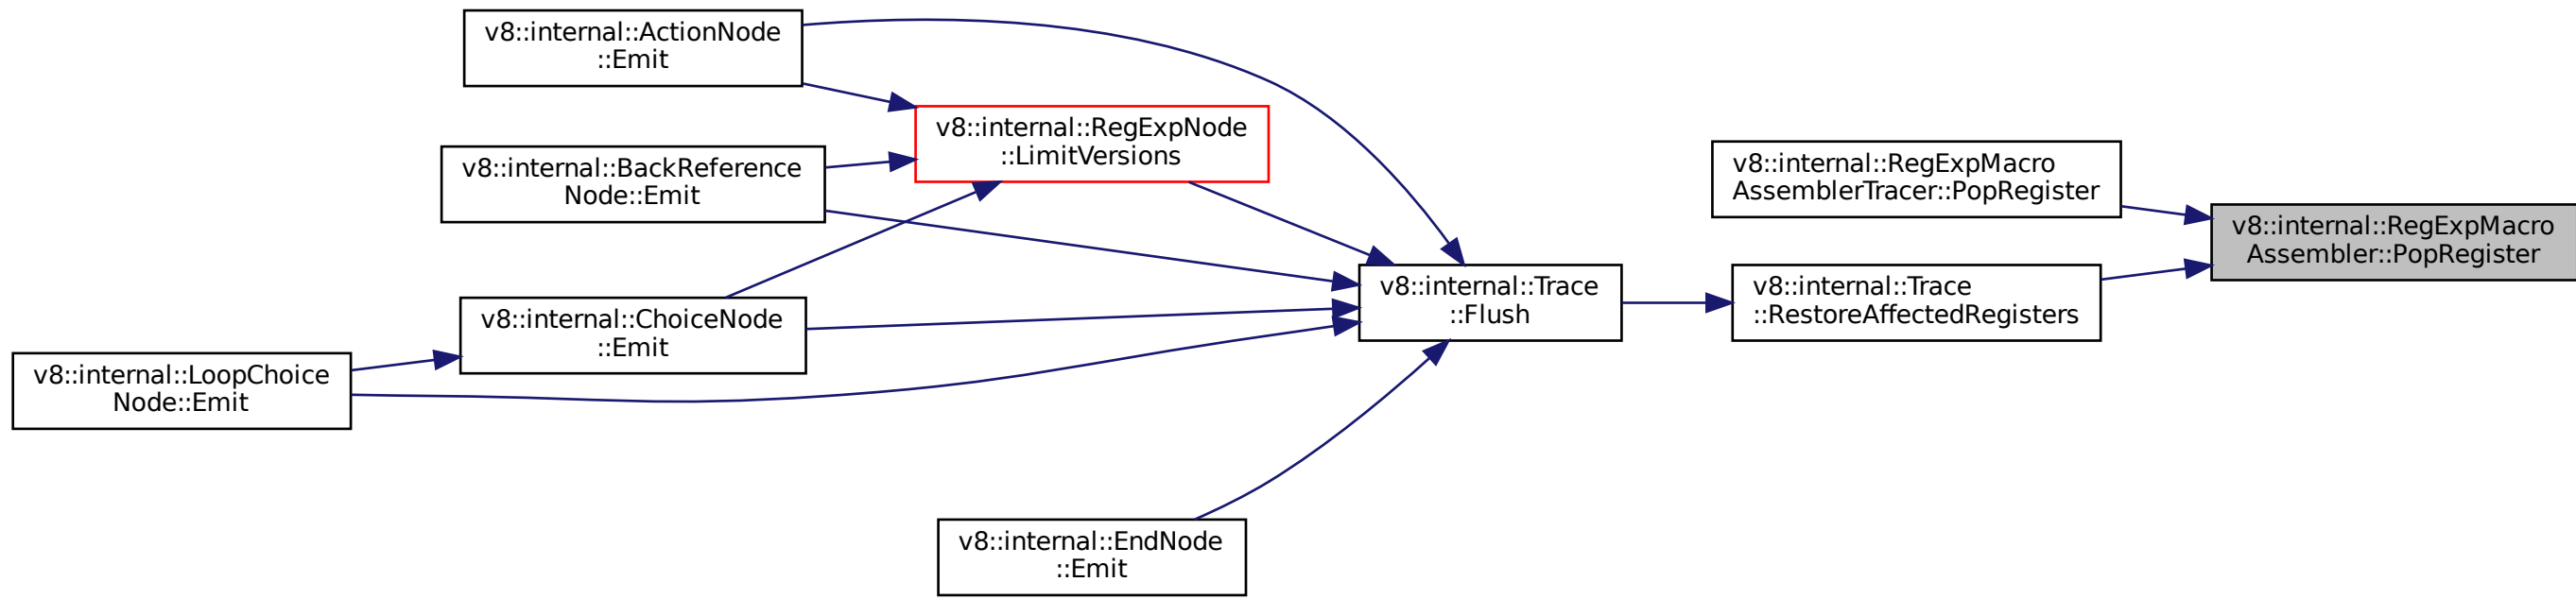 v8::internal::ActionNode
::Emit
v8::internal::RegExpNode
::LimitVersions
v8::internal::BackReference
Node::Emit
v8::internal::RegExpMacro
AssemblerTracer::PopRegister
v8::internal::RegExpMacro
Assembler::PopRegister
v8::internal::Trace
::Flush
v8::internal::Trace
::RestoreAffectedRegisters
v8::internal::ChoiceNode
::Emit
v8::internal::LoopChoice
Node::Emit
v8::internal::EndNode
::Emit